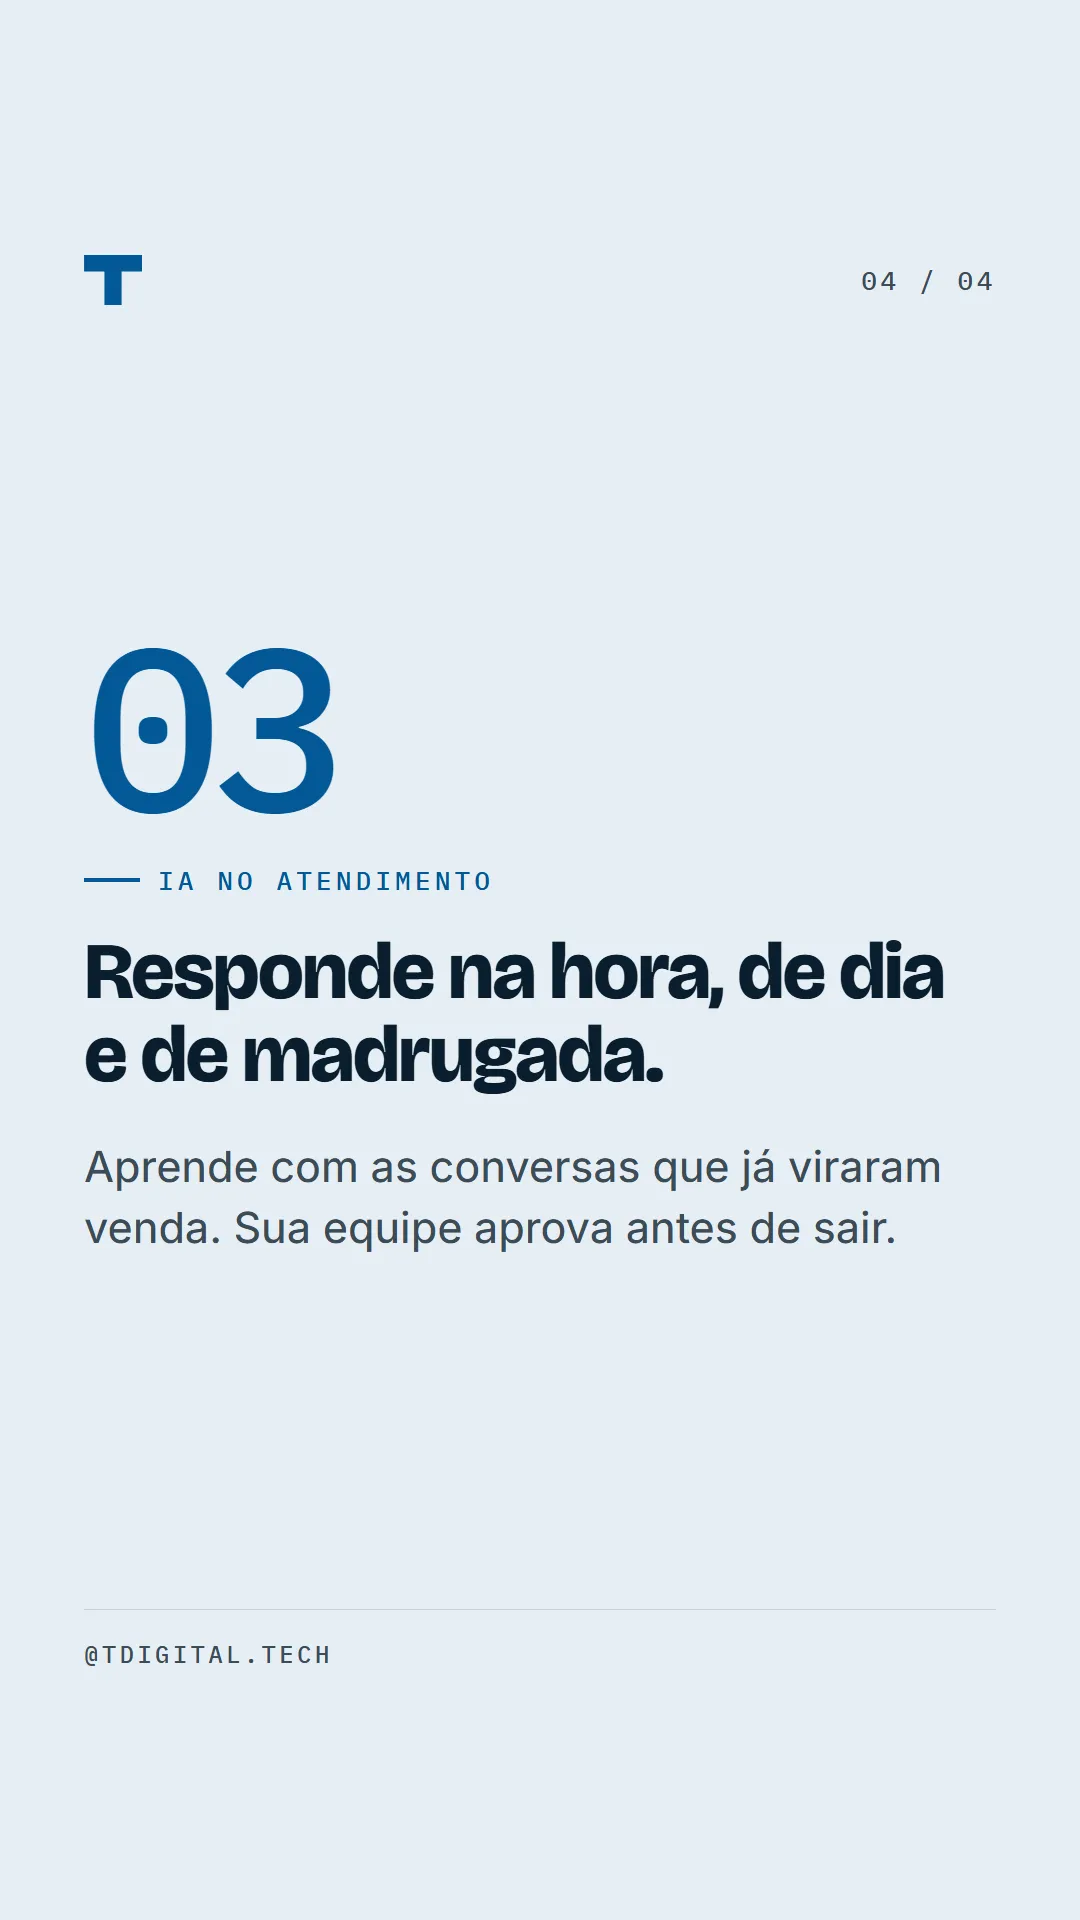 T
04 / 04
03
IA NO ATENDIMENTO
Responde na hora, de dia
e de madrugada.
Aprende com as conversas que já viraram
venda. Sua equipe aprova antes de sair.
@TDIGITAL.TECH